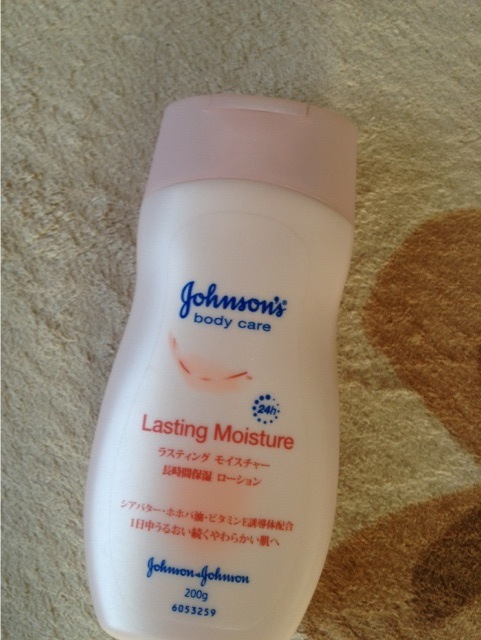 Johnson's®
body care
24h
Lasting Moisture
ラスティング モイスチャー
長時間保湿 ローション
シアバター・ホホバ油・ビタミンE誘導体配合
1日中うるおい続くやわらかい肌へ
Johnson & Johnson
200g
6053259